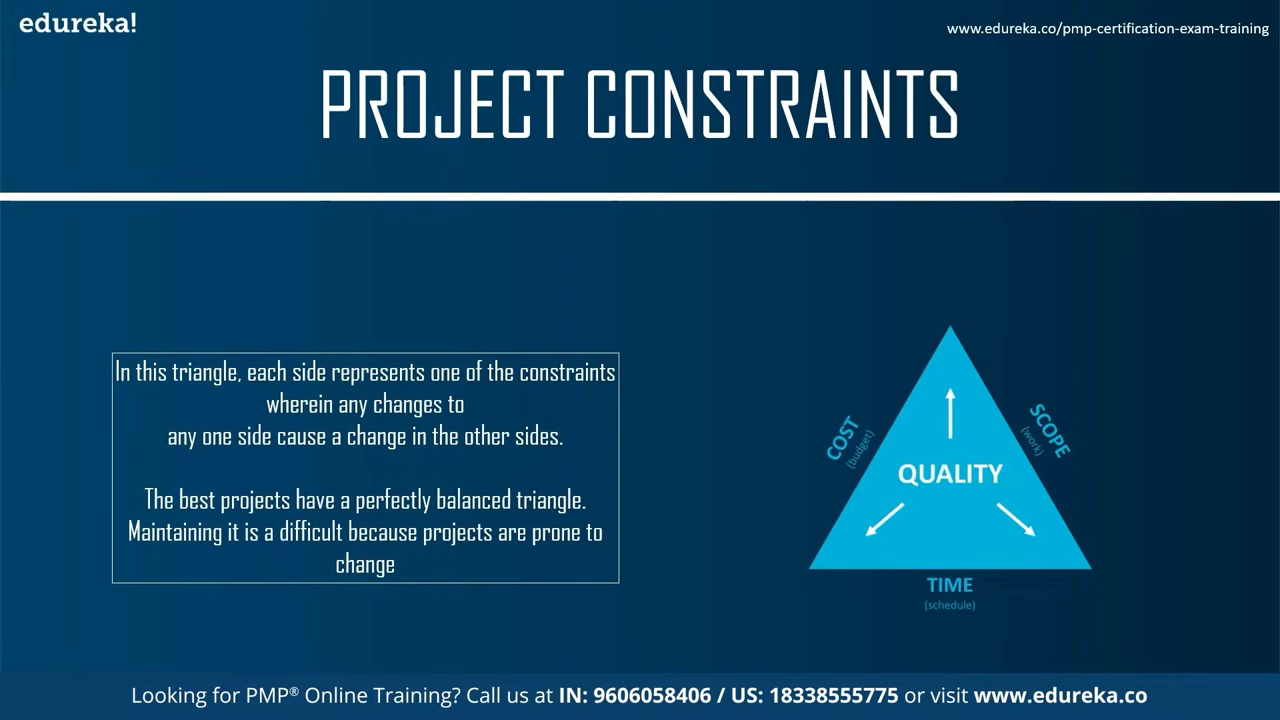 edureka!
www.edureka.co/pmp-certification-exam-training
PROJECT CONSTRAINTS
In this triangle, each side represents one of the constraints
wherein any changes to
any one side cause a change in the other sides.
The best projects have a perfectly balanced triangle.
Maintaining it is a difficult because projects are prone to
change
COST
(budget)
SCOPE
(work)
QUALITY
TIME
(schedule)
Looking for PMP® Online Training? Call us at IN: 9606058406 / US: 18338555775 or visit www.edureka.co